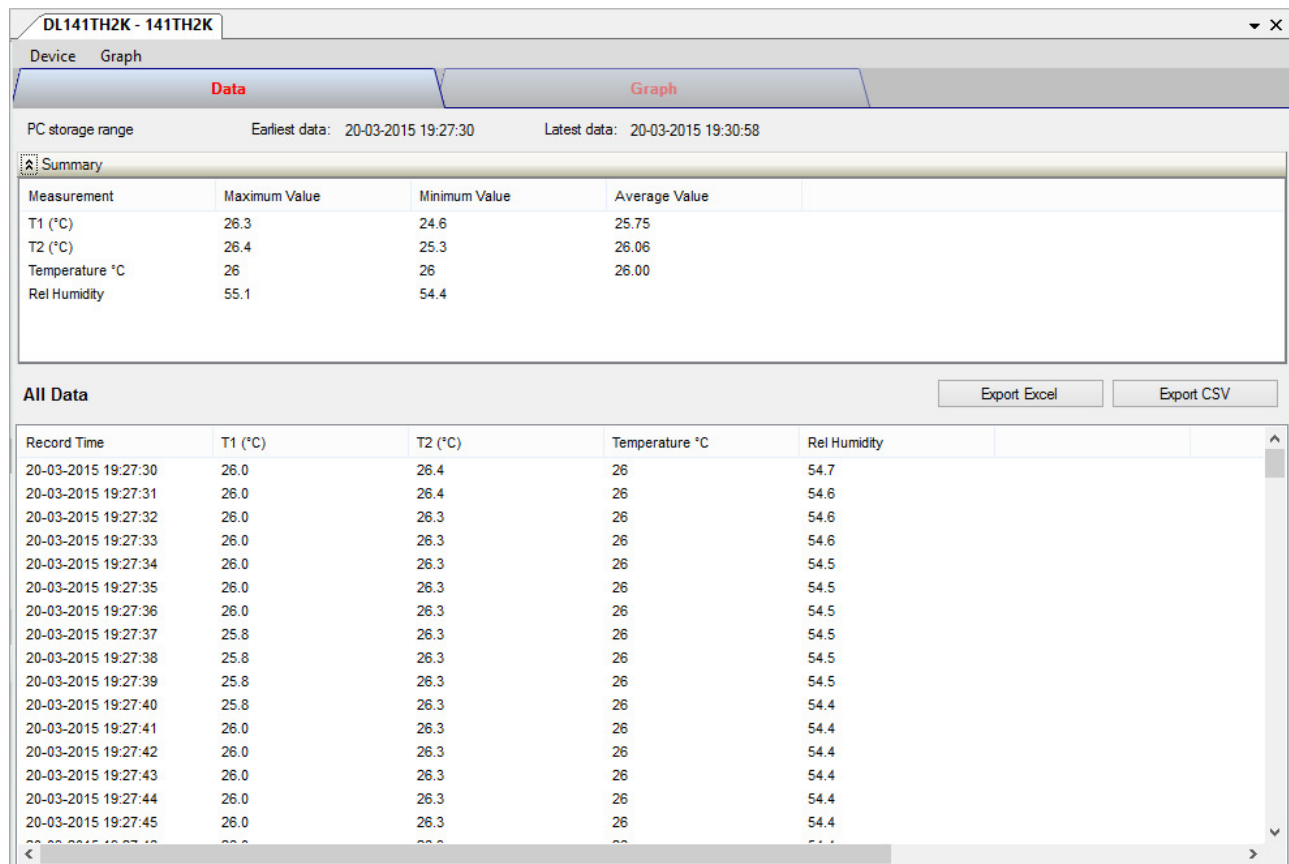 DL141TH2K - 141TH2K
Device Graph
Data Graph
PC storage range Earliest data: 20-03-2015 19:27:30 Latest data: 20-03-2015 19:30:58
Summary
Measurement Maximum Value Minimum Value Average Value
T1 (°C) 26.3 24.6 25.75
T2 (°C) 26.4 25.3 26.06
Temperature °C 26 26 26.00
Rel Humidity 55.1 54.4
All Data Export Excel Export CSV
Record Time T1 (°C) T2 (°C) Temperature °C Rel Humidity
20-03-2015 19:27:30 26.0 26.4 26 54.7
20-03-2015 19:27:31 26.0 26.4 26 54.6
20-03-2015 19:27:32 26.0 26.3 26 54.6
20-03-2015 19:27:33 26.0 26.3 26 54.6
20-03-2015 19:27:34 26.0 26.3 26 54.5
20-03-2015 19:27:35 26.0 26.3 26 54.5
20-03-2015 19:27:36 26.0 26.3 26 54.5
20-03-2015 19:27:37 25.8 26.3 26 54.5
20-03-2015 19:27:38 25.8 26.3 26 54.5
20-03-2015 19:27:39 25.8 26.3 26 54.5
20-03-2015 19:27:40 25.8 26.3 26 54.4
20-03-2015 19:27:41 26.0 26.3 26 54.4
20-03-2015 19:27:42 26.0 26.3 26 54.4
20-03-2015 19:27:43 26.0 26.3 26 54.4
20-03-2015 19:27:44 26.0 26.3 26 54.4
20-03-2015 19:27:45 26.0 26.3 26 54.4